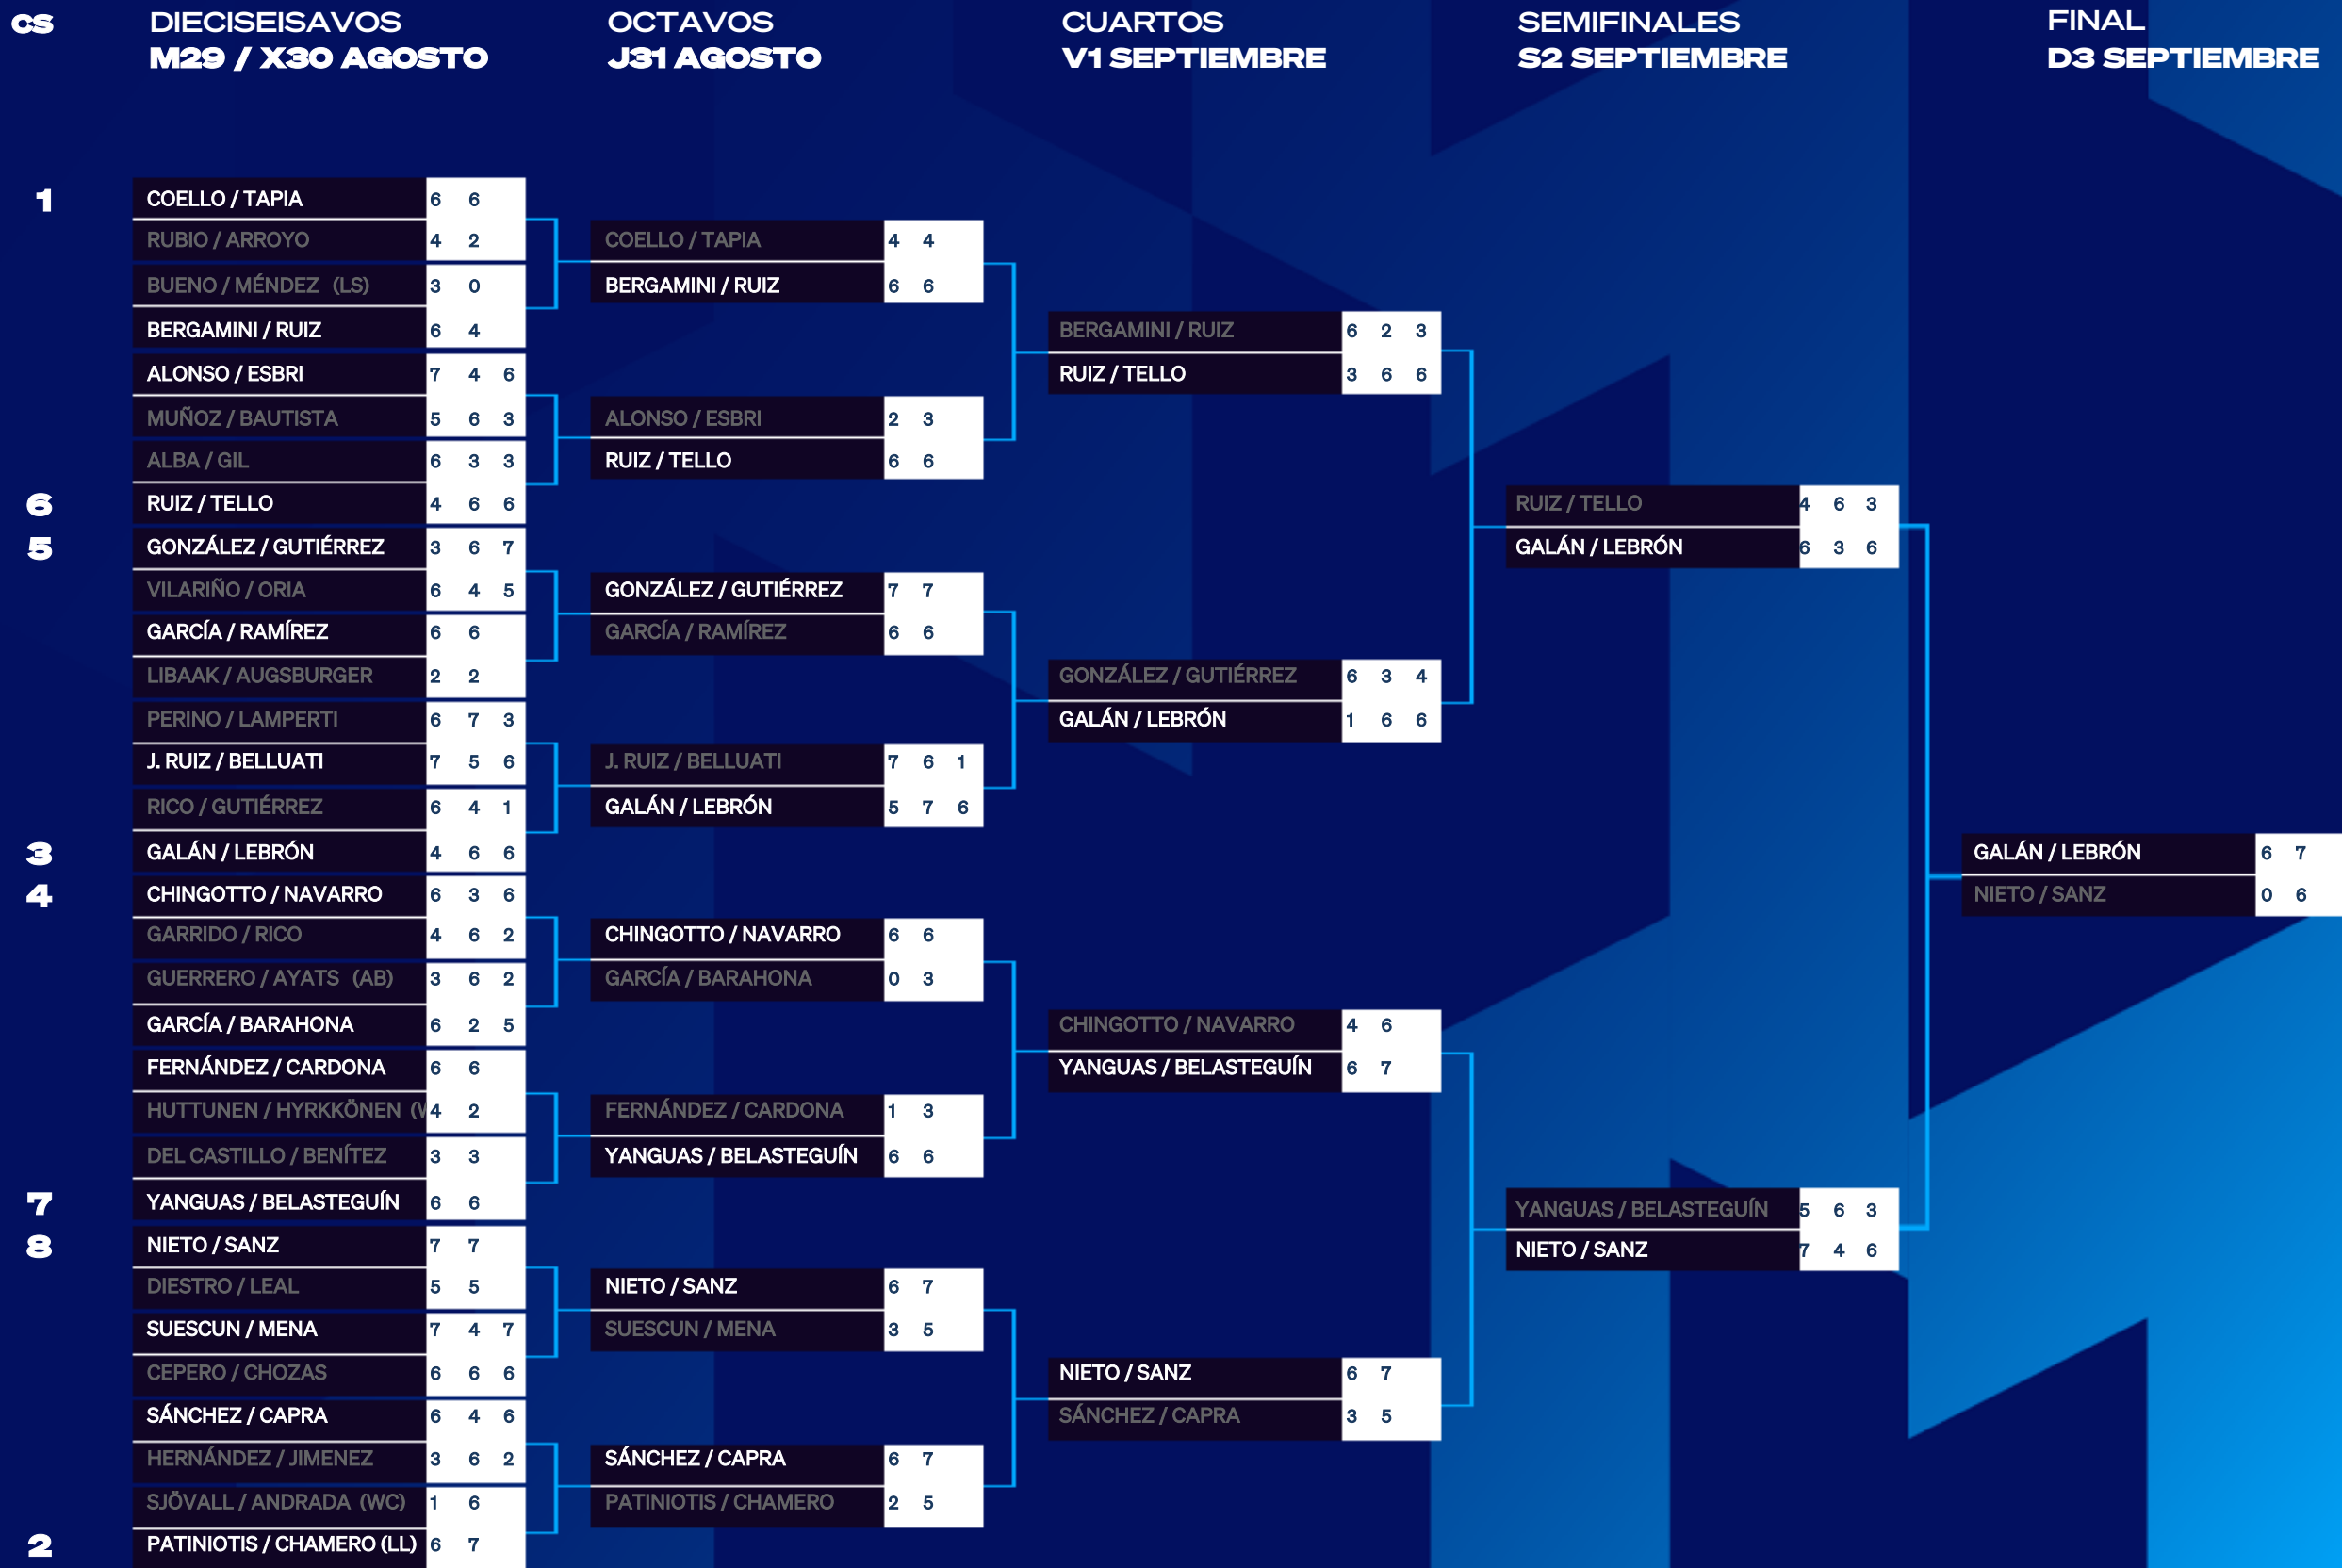 CS
DIECISEISAVOS
M29 / X30 AGOSTO
OCTAVOS
J31 AGOSTO
CUARTOS
V1 SEPTIEMBRE
SEMIFINALES
S2 SEPTIEMBRE
FINAL
D3 SEPTIEMBRE
1 COELLO / TAPIA 6 6
RUBIO / ARROYO 4 2
BUENO / MÉNDEZ (LS) 3 0
BERGAMINI / RUIZ 6 4
ALONSO / ESBRI 7 4 6
MUÑOZ / BAUTISTA 5 6 3
ALBA / GIL 6 3 3
6 RUIZ / TELLO 4 6 6
5 GONZÁLEZ / GUTIÉRREZ 3 6 7
VILARIÑO / ORIA 6 4 5
GARCÍA / RAMÍREZ 6 6
LIBAAK / AUGSBURGER 2 2
PERINO / LAMPERTI 6 7 3
J. RUIZ / BELLUATI 7 5 6
RICO / GUTIÉRREZ 6 4 1
3 GALÁN / LEBRÓN 4 6 6
4 CHINGOTTO / NAVARRO 6 3 6
GARRIDO / RICO 4 6 2
GUERRERO / AYATS (AB) 3 6 2
GARCÍA / BARAHONA 6 2 5
FERNÁNDEZ / CARDONA 6 6
HUTTUNEN / HYRKKÖNEN 4 2
DEL CASTILLO / BENÍTEZ 3 3
7 YANGUAS / BELASTEGUÍN 6 6
8 NIETO / SANZ 7 7
DIESTRO / LEAL 5 5
SUESCUN / MENA 7 4 7
CEPERO / CHOZAS 6 6 6
SÁNCHEZ / CAPRA 6 4 6
HERNÁNDEZ / JIMENEZ 3 6 2
SJÖVALL / ANDRADA (WC) 1 6
2 PATINIOTIS / CHAMERO (LL) 6 7
COELLO / TAPIA 4 4
BERGAMINI / RUIZ 6 6
ALONSO / ESBRI 2 3
RUIZ / TELLO 6 6
GONZÁLEZ / GUTIÉRREZ 7 7
GARCÍA / RAMÍREZ 6 6
J. RUIZ / BELLUATI 7 6 1
GALÁN / LEBRÓN 5 7 6
CHINGOTTO / NAVARRO 6 6
GARCÍA / BARAHONA 0 3
FERNÁNDEZ / CARDONA 1 3
YANGUAS / BELASTEGUÍN 6 6
NIETO / SANZ 6 7
SUESCUN / MENA 3 5
SÁNCHEZ / CAPRA 6 7
PATINIOTIS / CHAMERO 2 5
BERGAMINI / RUIZ 6 2 3
RUIZ / TELLO 3 6 6
GONZÁLEZ / GUTIÉRREZ 6 3 4
GALÁN / LEBRÓN 1 6 6
CHINGOTTO / NAVARRO 4 6
YANGUAS / BELASTEGUÍN 6 7
NIETO / SANZ 6 7
SÁNCHEZ / CAPRA 3 5
RUIZ / TELLO 4 6 3
GALÁN / LEBRÓN 6 3 6
YANGUAS / BELASTEGUÍN 5 6 3
NIETO / SANZ 7 4 6
GALÁN / LEBRÓN 6 7
NIETO / SANZ 0 6